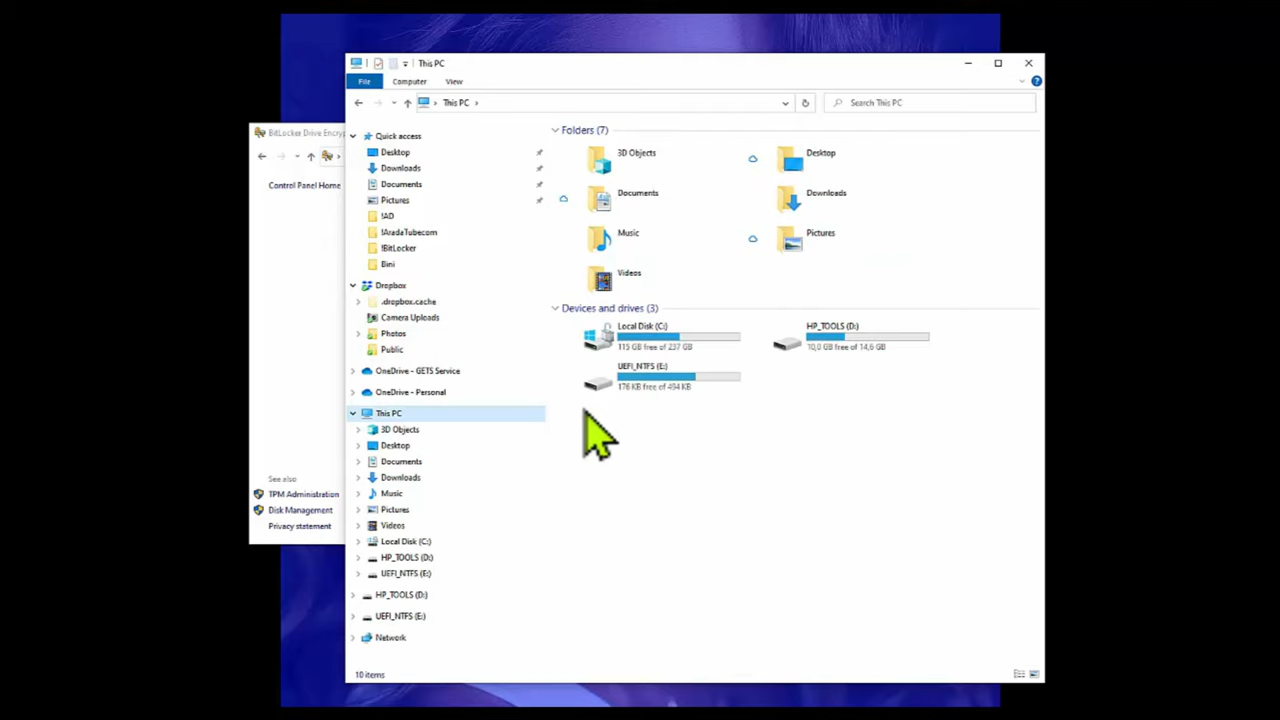 This PC
File
Computer
View
This PC
Search This PC
BitLocker Drive Encry
Control Panel Home
See also
TPM Administration
Disk Management
Privacy statement
Quick access
Desktop
Downloads
Documents
Pictures
!AD
!AradaTubecom
!BitLocker
Bini
Dropbox
.dropbox.cache
Camera Uploads
Photos
Public
OneDrive - GETS Service
OneDrive - Personal
This PC
3D Objects
Desktop
Documents
Downloads
Music
Pictures
Videos
Local Disk (C:)
HP_TOOLS (D:)
UEFI_NTFS (E:)
HP_TOOLS (D:)
UEFI_NTFS (E:)
Network
Folders (7)
3D Objects
Desktop
Documents
Downloads
Music
Pictures
Videos
Devices and drives (3)
Local Disk (C:)
115 GB free of 237 GB
HP_TOOLS (D:)
10,0 GB free of 14,6 GB
UEFI_NTFS (E:)
176 KB free of 494 KB
10 items